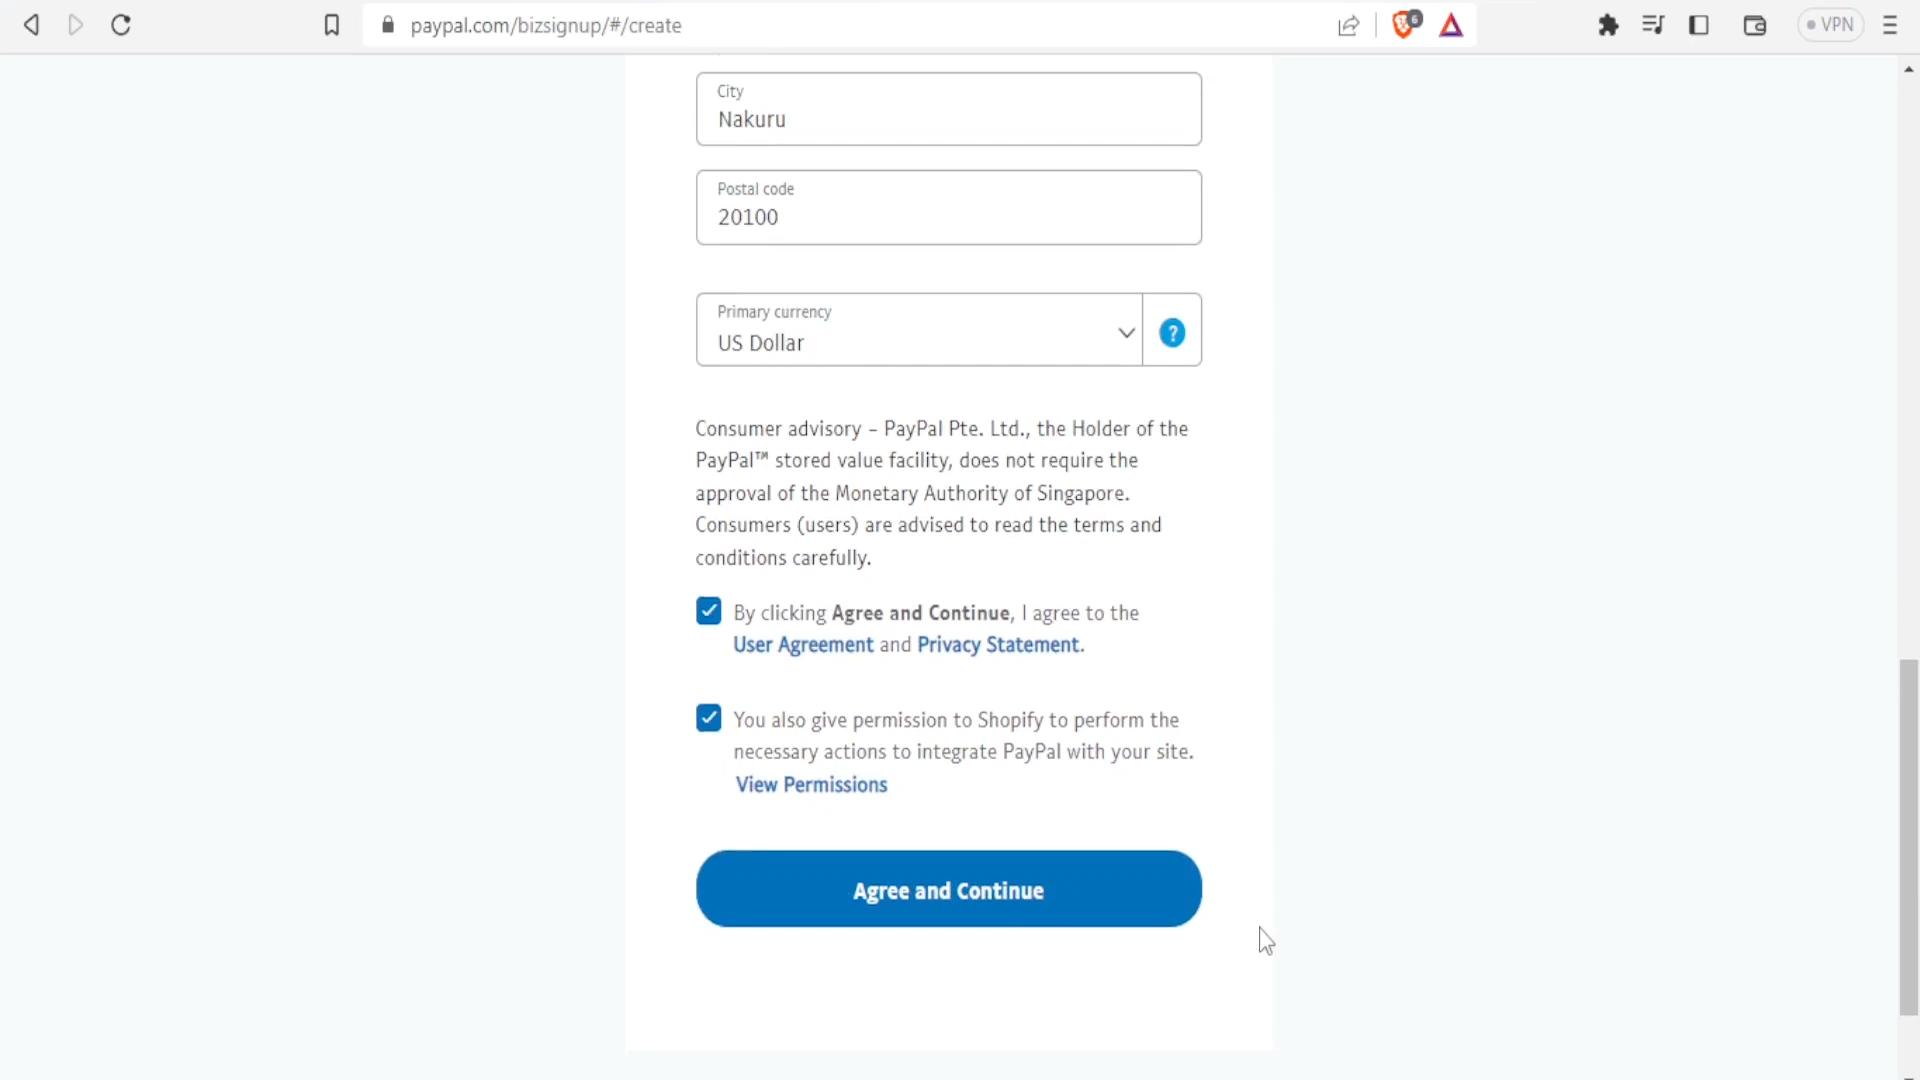 paypal.com/bizsignup/#/create
6
VPN
City
Nakuru
Postal code
20100
Primary currency
US Dollar
?
Consumer advisory – PayPal Pte. Ltd., the Holder of the
PayPal™ stored value facility, does not require the
approval of the Monetary Authority of Singapore.
Consumers (users) are advised to read the terms and
conditions carefully.
By clicking Agree and Continue, I agree to the
User Agreement and Privacy Statement.
You also give permission to Shopify to perform the
necessary actions to integrate PayPal with your site.
View Permissions
Agree and Continue